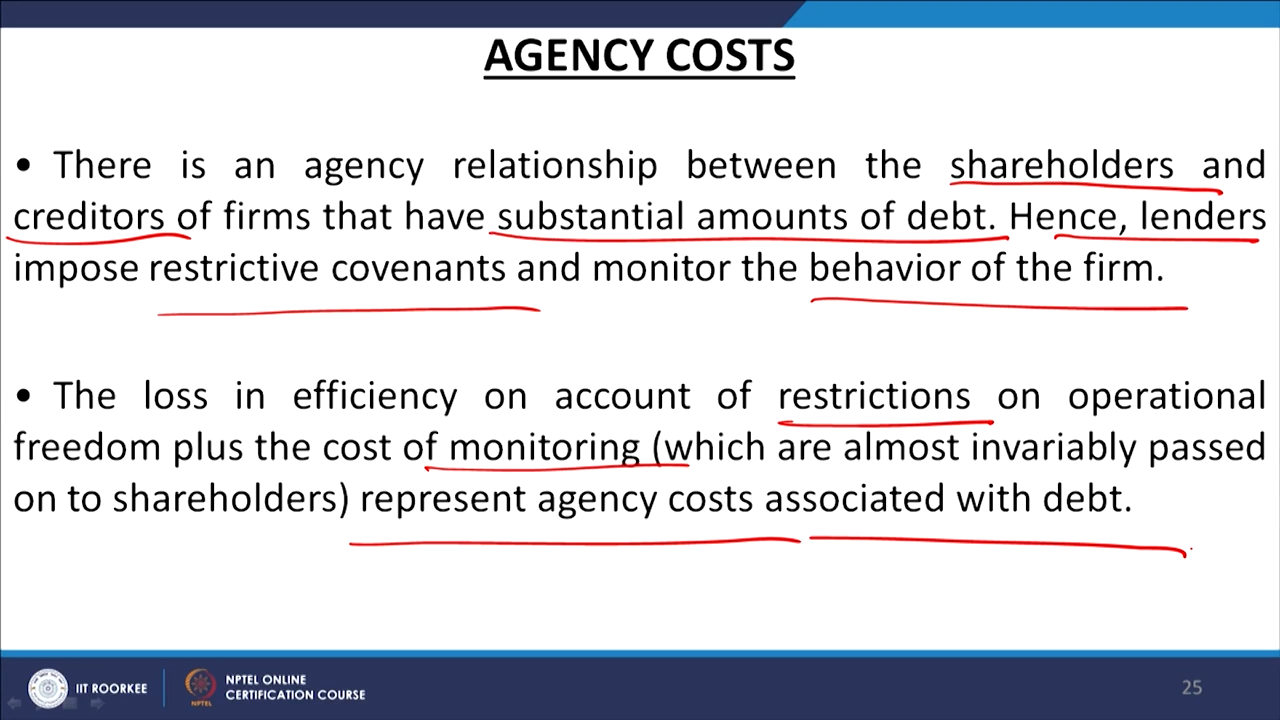 AGENCY COSTS
• There is an agency relationship between the shareholders and
creditors of firms that have substantial amounts of debt. Hence, lenders
impose restrictive covenants and monitor the behavior of the firm.
• The loss in efficiency on account of restrictions on operational
freedom plus the cost of monitoring (which are almost invariably passed
on to shareholders) represent agency costs associated with debt.
IIT ROORKEE
NPTEL
NPTEL ONLINE
CERTIFICATION COURSE
25